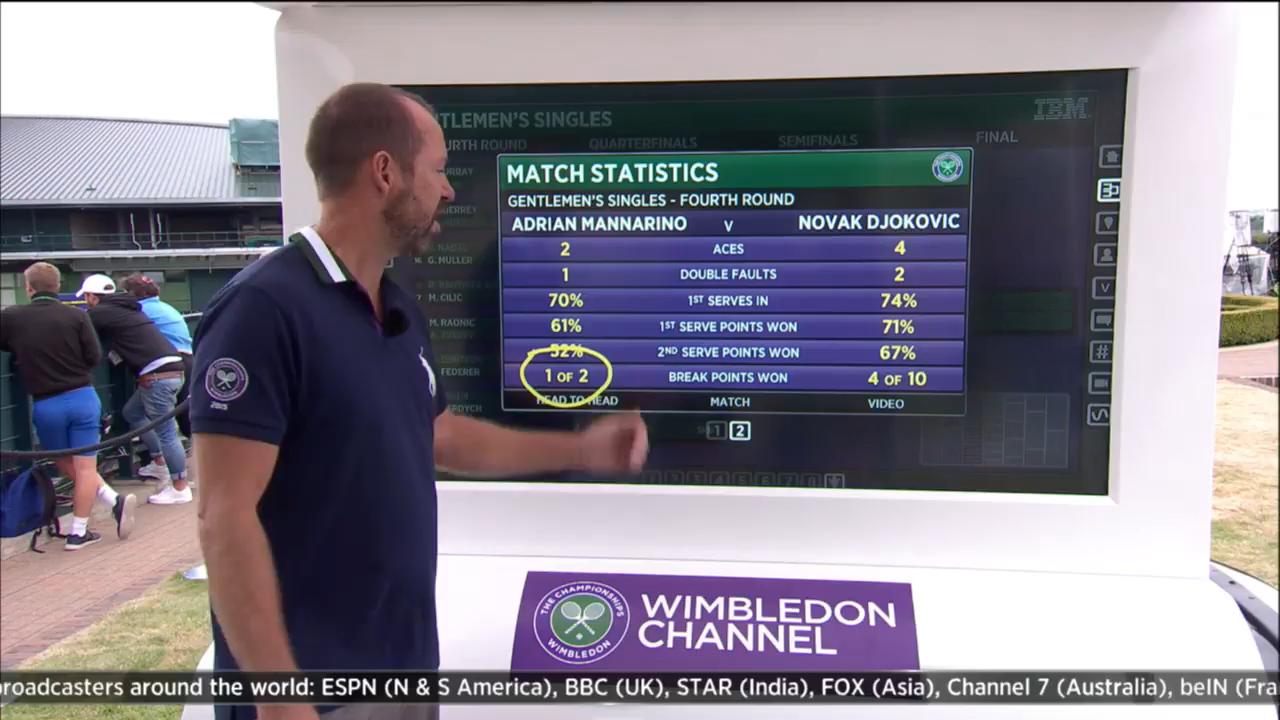 GENTLEMEN'S SINGLES
FOURTH ROUND QUARTERFINALS SEMIFINALS FINAL
IBM
MATCH STATISTICS
GENTLEMEN'S SINGLES - FOURTH ROUND
ADRIAN MANNARINO V NOVAK DJOKOVIC
2 ACES 4
1 DOUBLE FAULTS 2
70% 1ST SERVES IN 74%
61% 1ST SERVE POINTS WON 71%
52% 2ND SERVE POINTS WON 67%
1 OF 2 BREAK POINTS WON 4 OF 10
HEAD TO HEAD MATCH VIDEO
1 2
G. MULLER
M. CILIC
M. RAONIC
FEDERER
2015
THE CHAMPIONSHIPS
WIMBLEDON
WIMBLEDON
CHANNEL
roadcasters around the world: ESPN (N & S America), BBC (UK), STAR (India), FOX (Asia), Channel 7 (Australia), beIN (Fra